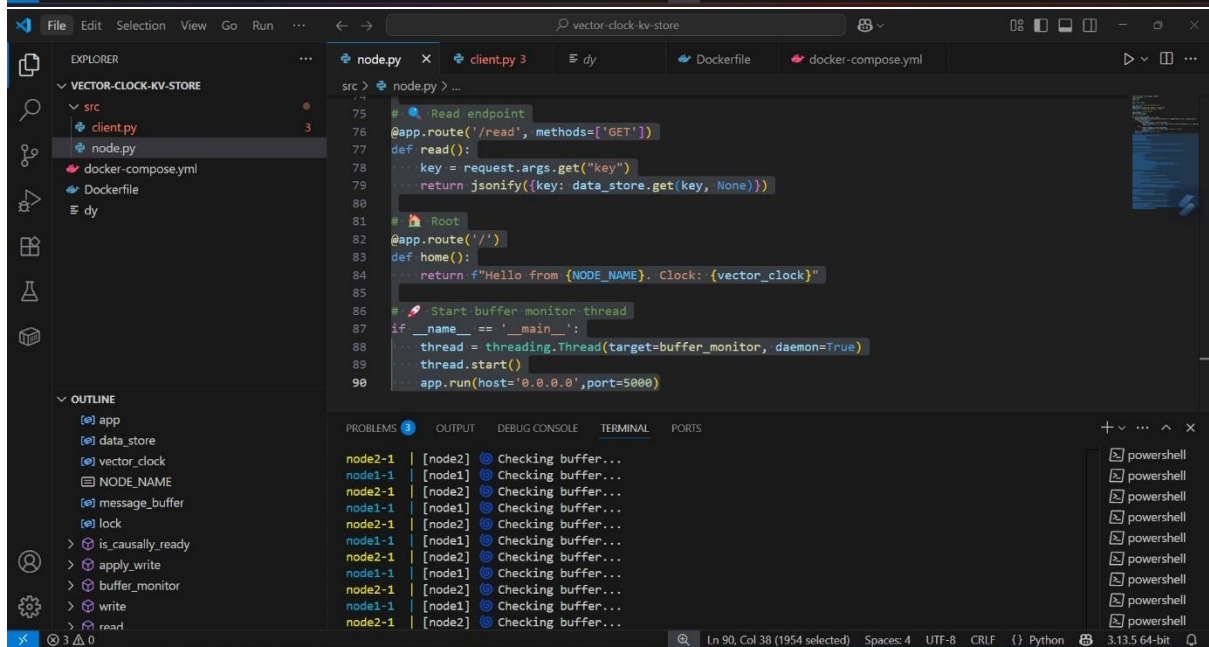 File Edit Selection View Go Run ··· vector-clock-kv-store
EXPLORER ···
VECTOR-CLOCK-KV-STORE
src
client.py 3
node.py
docker-compose.yml
Dockerfile
dy
OUTLINE
app
data_store
vector_clock
NODE_NAME
message_buffer
lock
is_causally_ready
apply_write
buffer_monitor
write
read
node.py client.py 3 dy Dockerfile docker-compose.yml
src > node.py > ...
75 # 🔍 Read endpoint
76 @app.route('/read', methods=['GET'])
77 def read():
78 key = request.args.get("key")
79 return jsonify({key: data_store.get(key, None)})
80
81 # 🏠 Root
82 @app.route('/')
83 def home():
84 return f"Hello from {NODE_NAME}. Clock: {vector_clock}"
85
86 # 🚀 Start buffer monitor thread
87 if __name__ == '__main__':
88 thread = threading.Thread(target=buffer_monitor, daemon=True)
89 thread.start()
90 app.run(host='0.0.0.0',port=5000)
PROBLEMS 3 OUTPUT DEBUG CONSOLE TERMINAL PORTS
node2-1 | [node2] 🌀 Checking buffer...
node1-1 | [node1] 🌀 Checking buffer...
node2-1 | [node2] 🌀 Checking buffer...
node1-1 | [node1] 🌀 Checking buffer...
node2-1 | [node2] 🌀 Checking buffer...
node1-1 | [node1] 🌀 Checking buffer...
node2-1 | [node2] 🌀 Checking buffer...
node1-1 | [node1] 🌀 Checking buffer...
node2-1 | [node2] 🌀 Checking buffer...
node1-1 | [node1] 🌀 Checking buffer...
node2-1 | [node2] 🌀 Checking buffer...
powershell
powershell
powershell
powershell
powershell
powershell
powershell
powershell
powershell
3 0 Ln 90, Col 38 (1954 selected) Spaces: 4 UTF-8 CRLF {} Python 3.13.5 64-bit